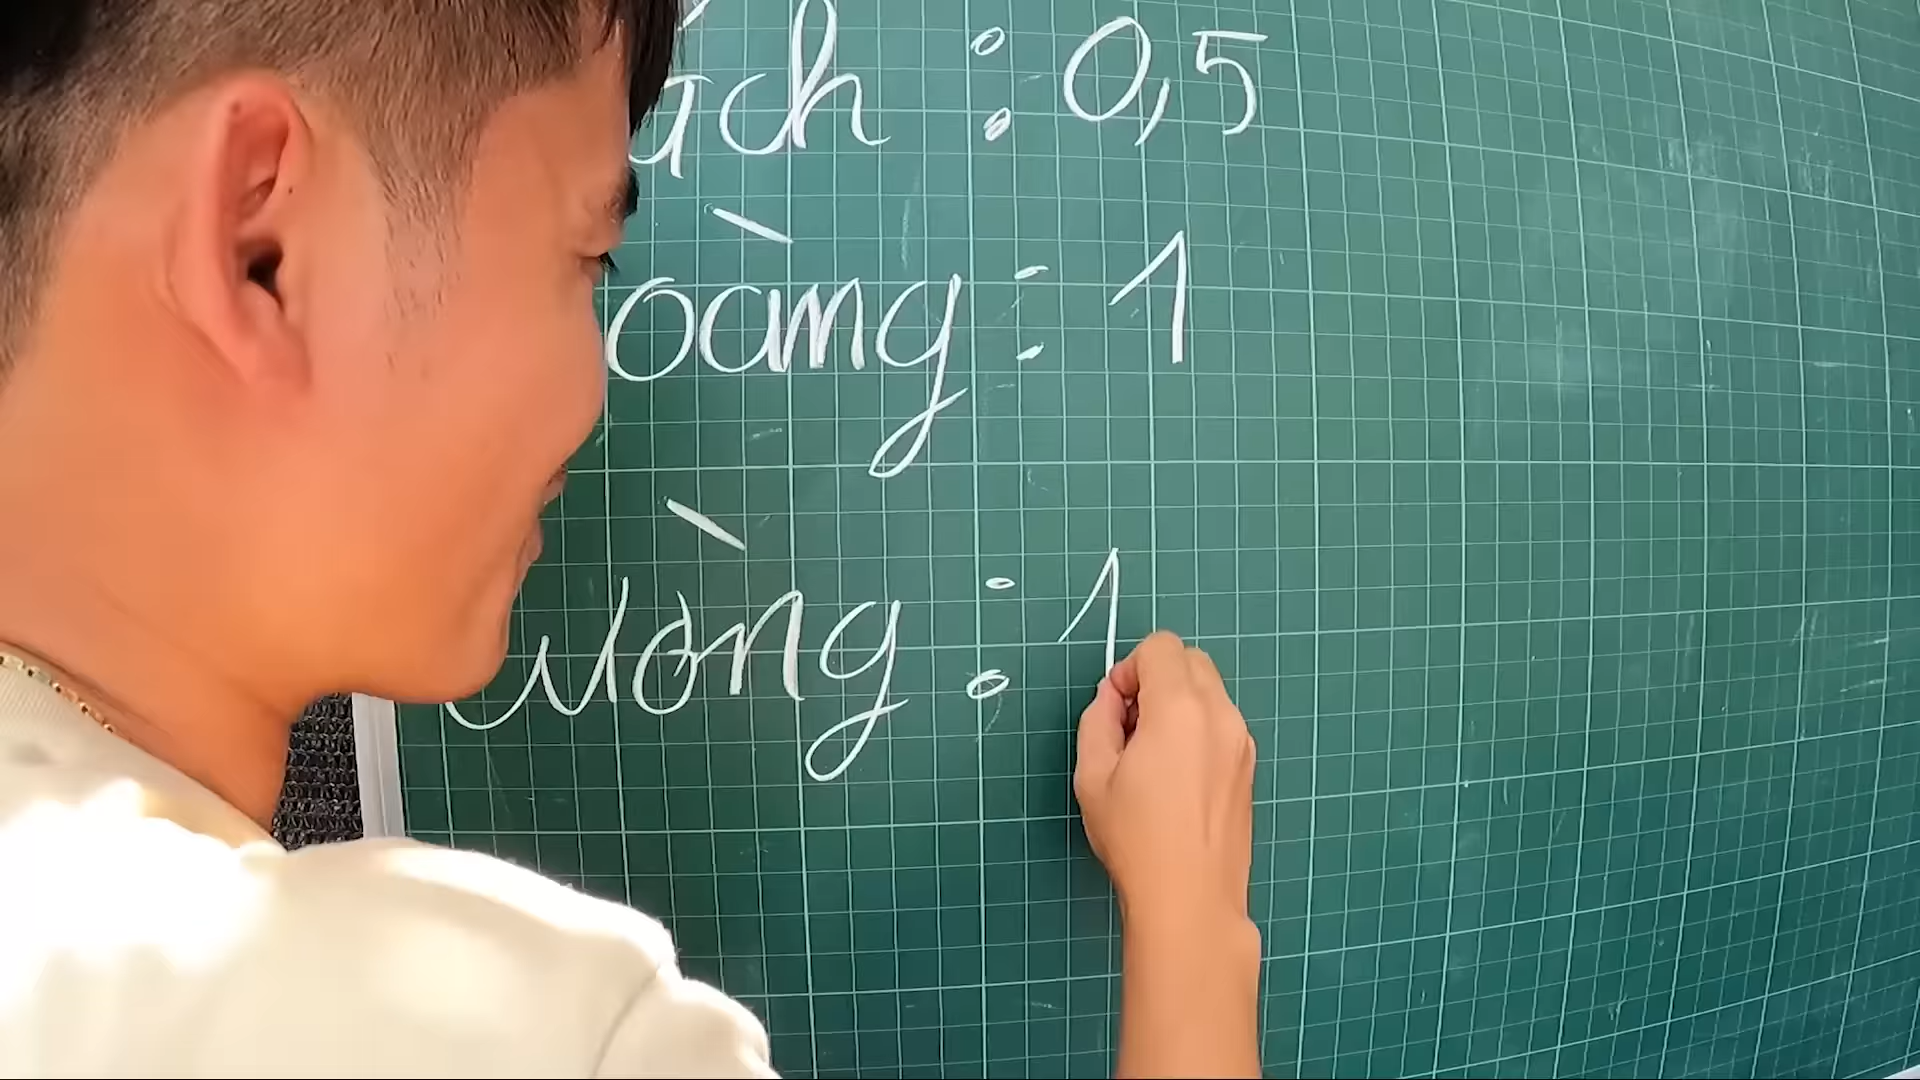 ách : 0,5
oàng : 1
ường : 1